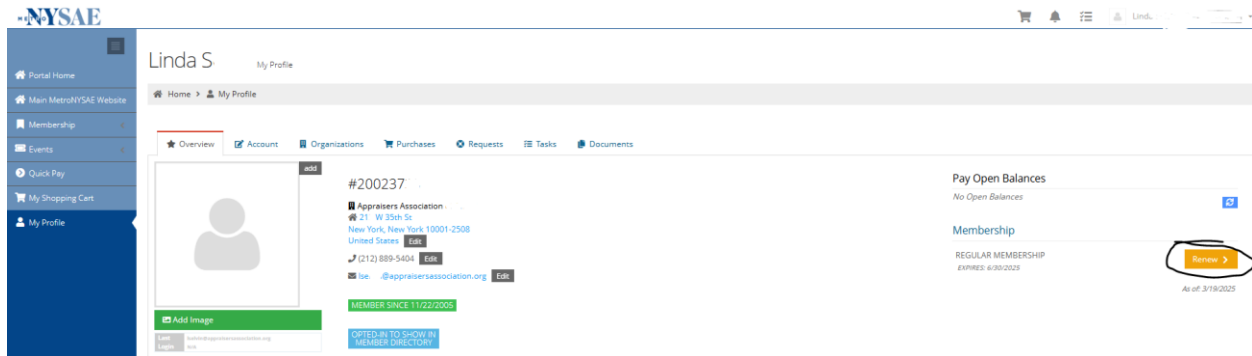 METRO NYSAE
Linda
Portal Home
Main MetroNYSAE Website
Membership
Events
Quick Pay
My Shopping Cart
My Profile
Linda S
My Profile
Home > My Profile
Overview Account Organizations Purchases Requests Tasks Documents
add
Add Image
Last Login
#200237
Appraisers Association
21 W 35th St
New York, New York 10001-2508
United States Edit
(212) 889-5404 Edit
lse @appraisersassociation.org Edit
MEMBER SINCE 11/22/2005
OPTED-IN TO SHOW IN
MEMBER DIRECTORY
Pay Open Balances
No Open Balances
Membership
REGULAR MEMBERSHIP
EXPIRES: 6/30/2025
Renew
As of: 3/19/2025